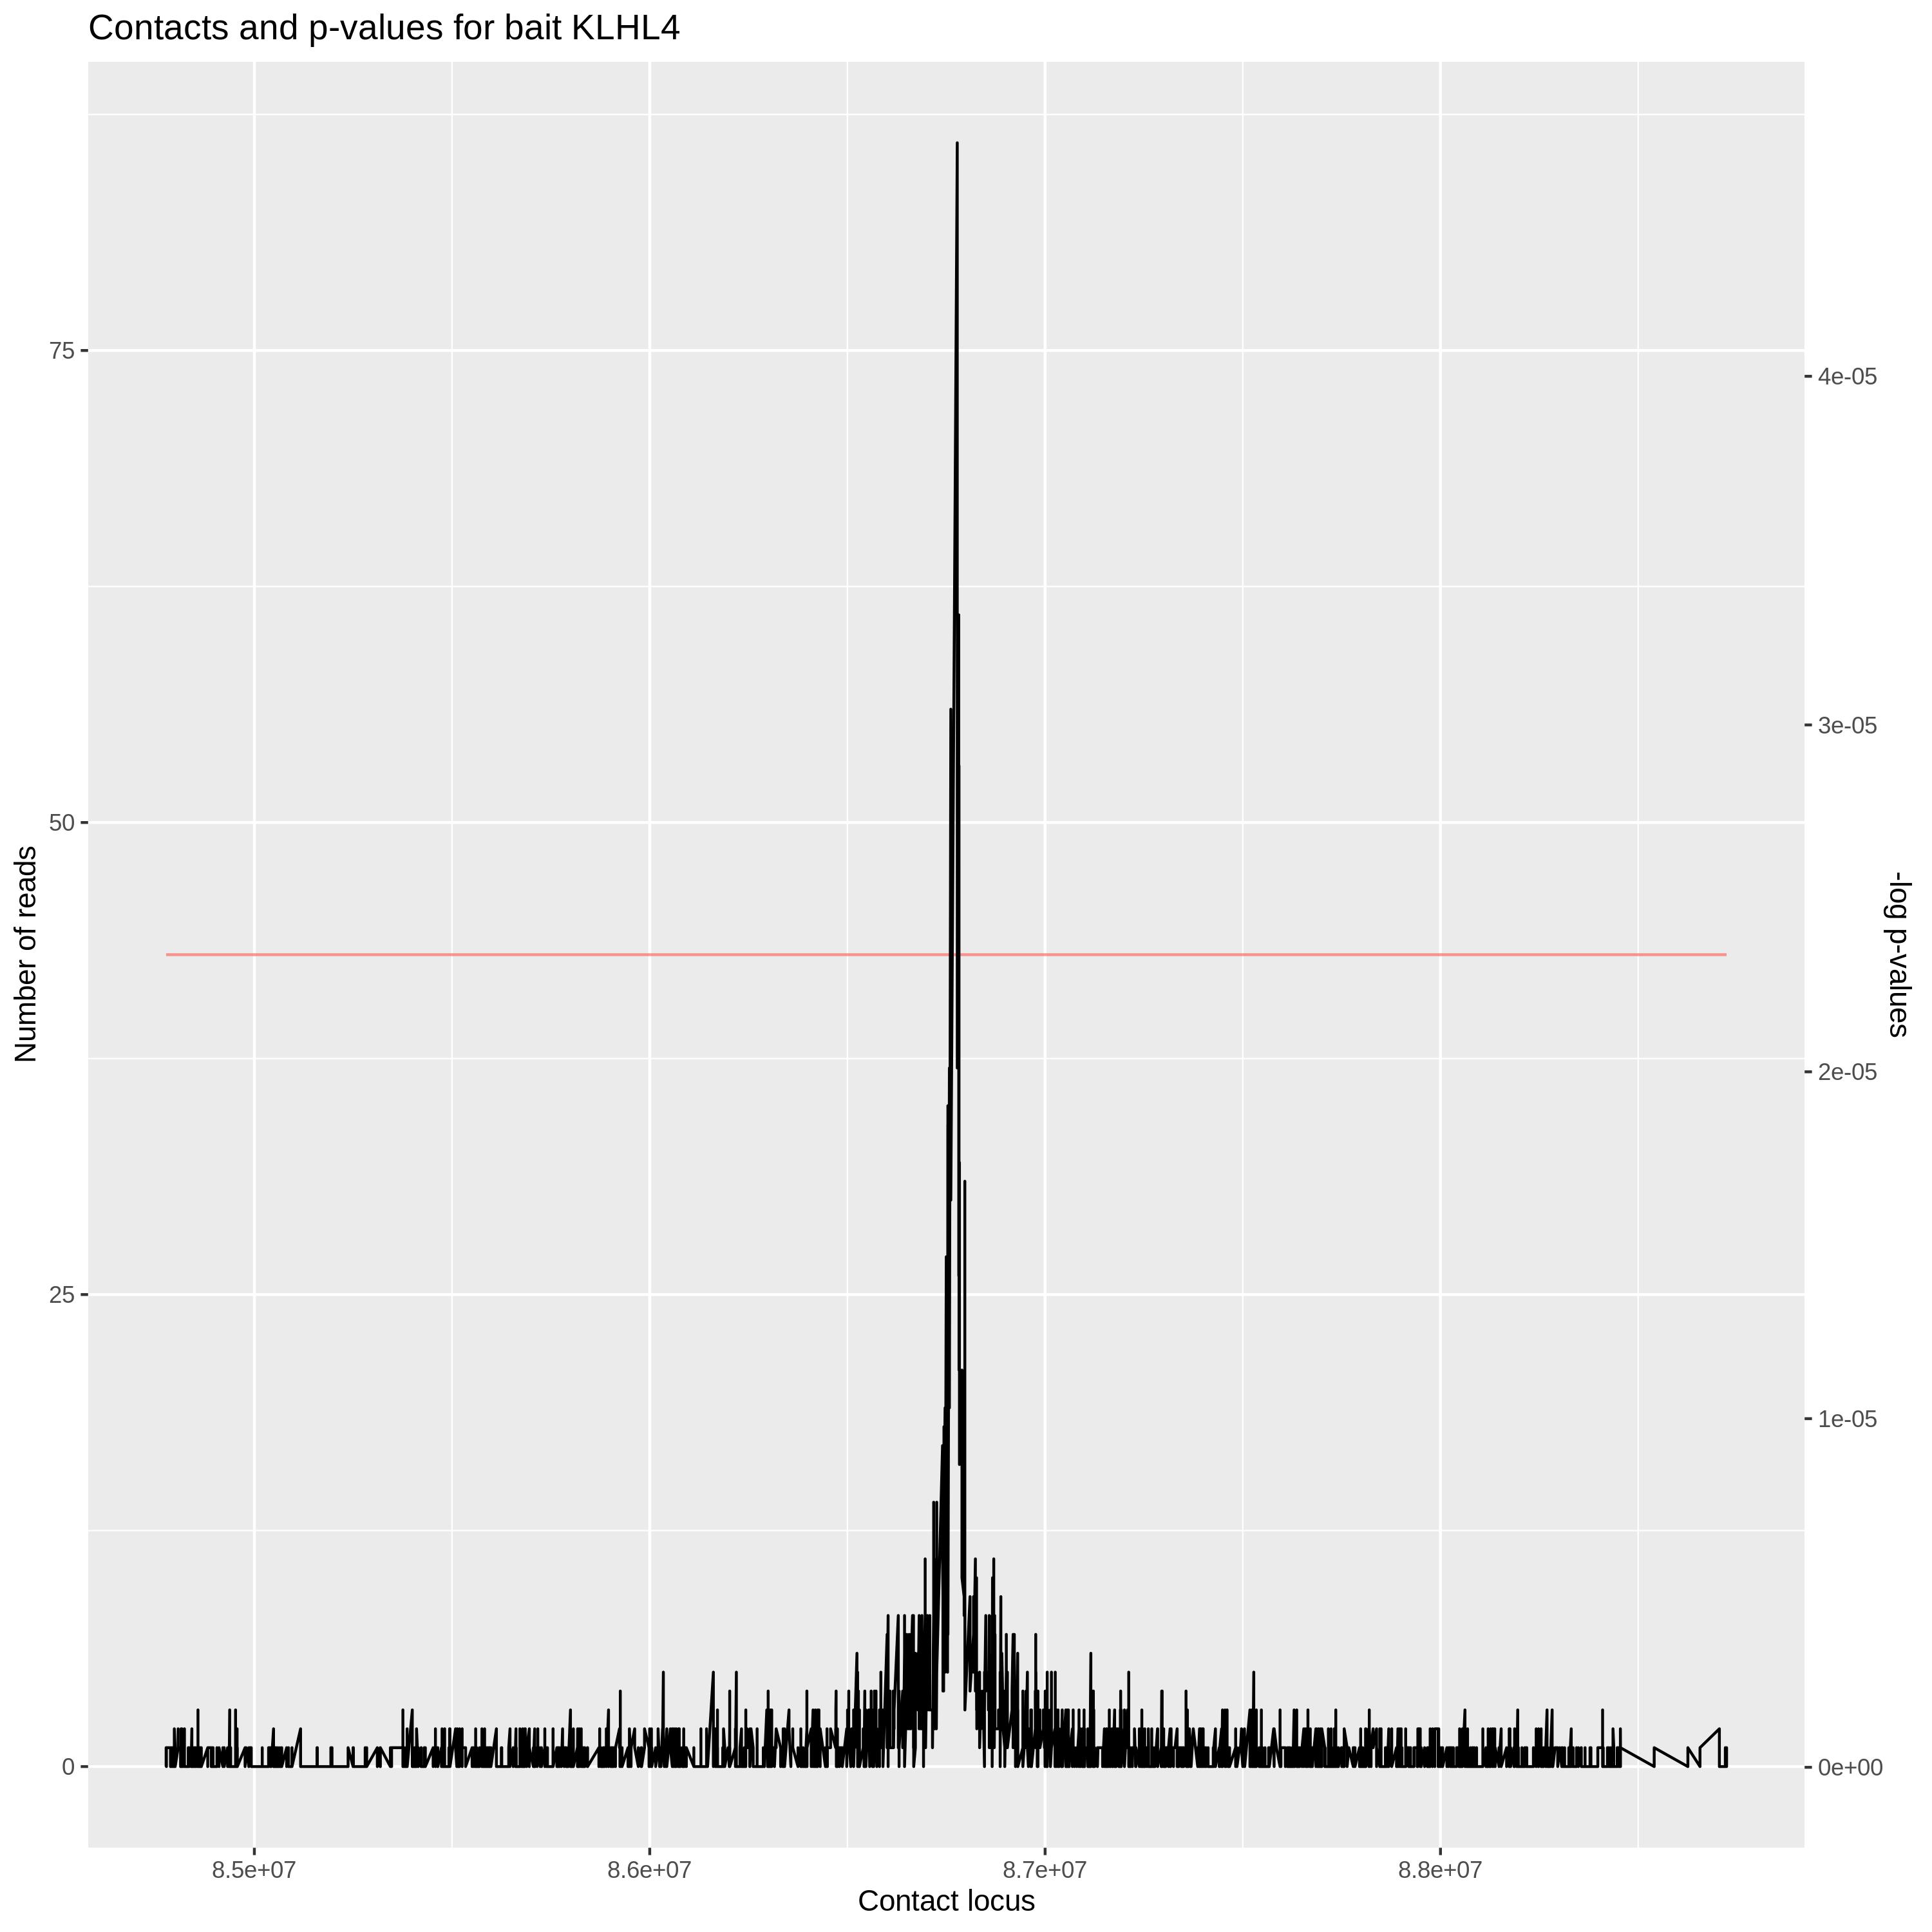 Contacts and p-values for bait KLHL4
75
50
25
0
Number of reads
4e-05
3e-05
2e-05
1e-05
0e+00
-log p-values
8.5e+07
8.6e+07
8.7e+07
8.8e+07
Contact locus